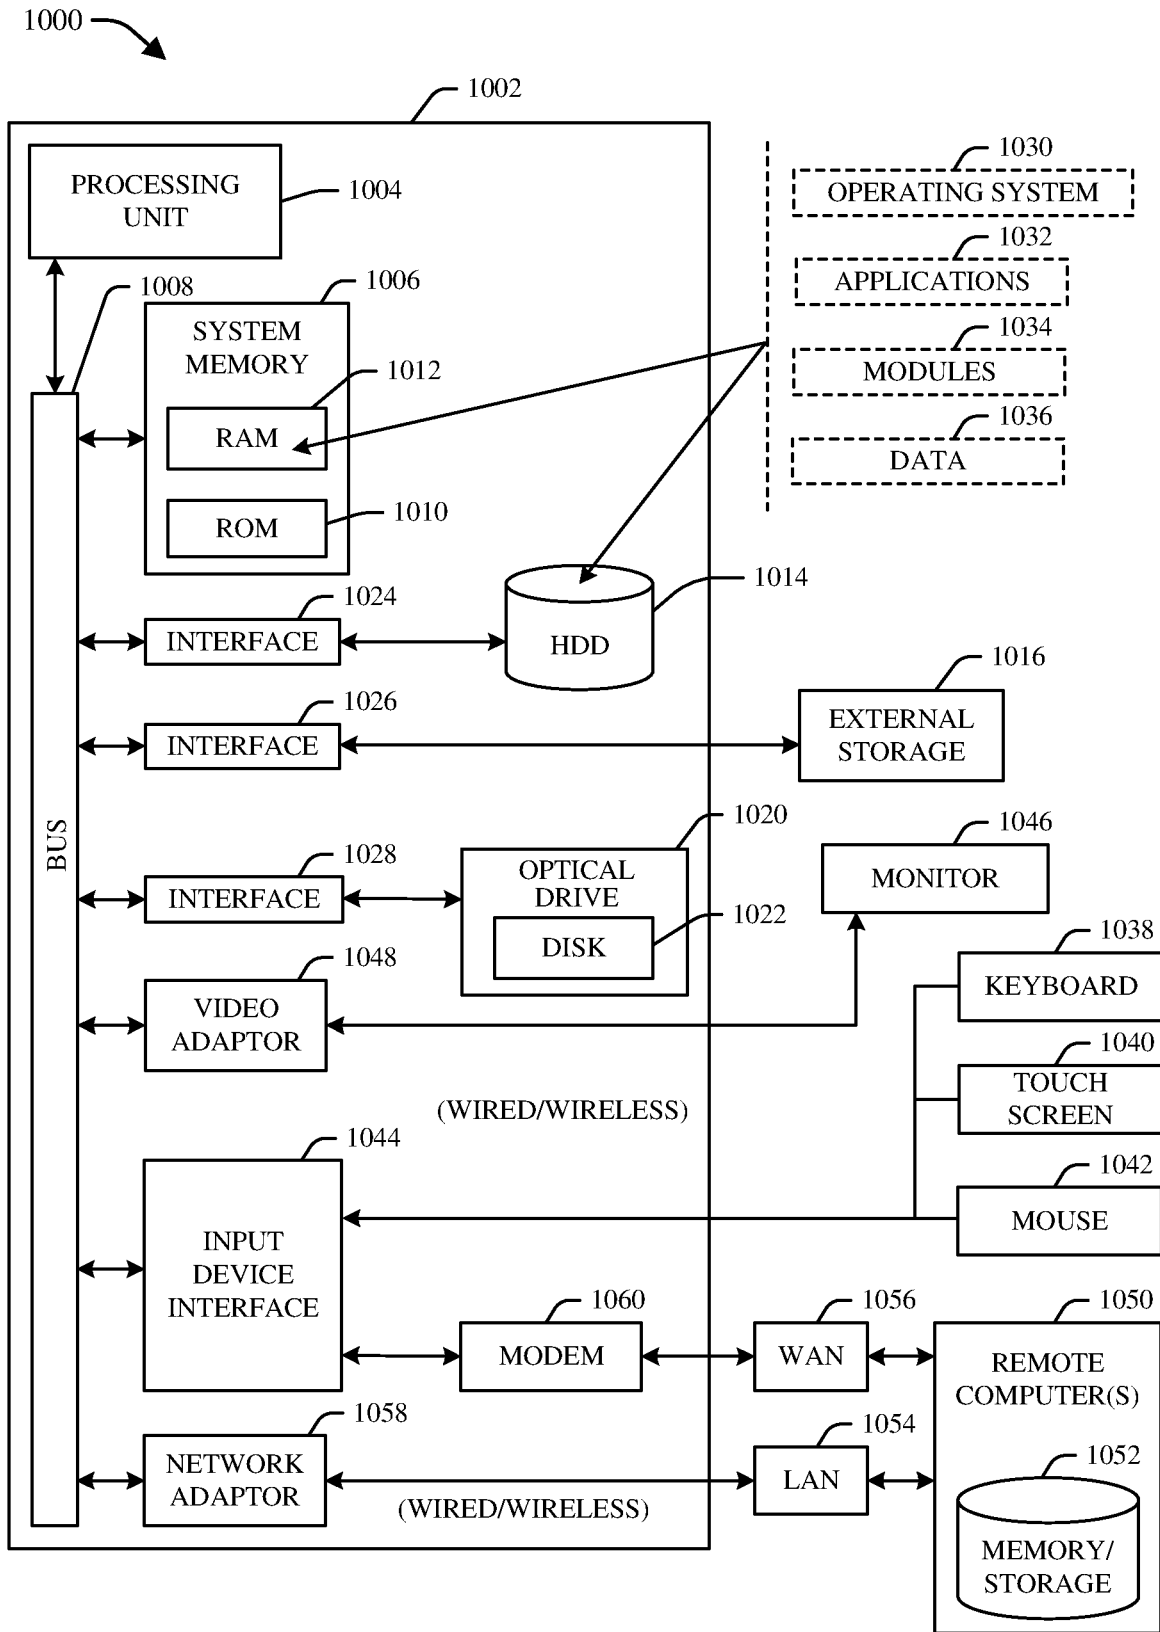 1000
1002
PROCESSING
UNIT
1004
1030
OPERATING SYSTEM
1032
APPLICATIONS
1034
MODULES
1036
DATA
1008
1006
SYSTEM
MEMORY
1012
RAM
1010
ROM
1024
INTERFACE
1014
HDD
1026
INTERFACE
1016
EXTERNAL
STORAGE
BUS
1028
INTERFACE
1020
OPTICAL
DRIVE
1022
DISK
1046
MONITOR
1048
VIDEO
ADAPTOR
1038
KEYBOARD
1040
TOUCH
SCREEN
(WIRED/WIRELESS)
1042
MOUSE
1044
INPUT
DEVICE
INTERFACE
1060
MODEM
1056
WAN
1050
REMOTE
COMPUTER(S)
1058
NETWORK
ADAPTOR
(WIRED/WIRELESS)
1054
LAN
1052
MEMORY/
STORAGE